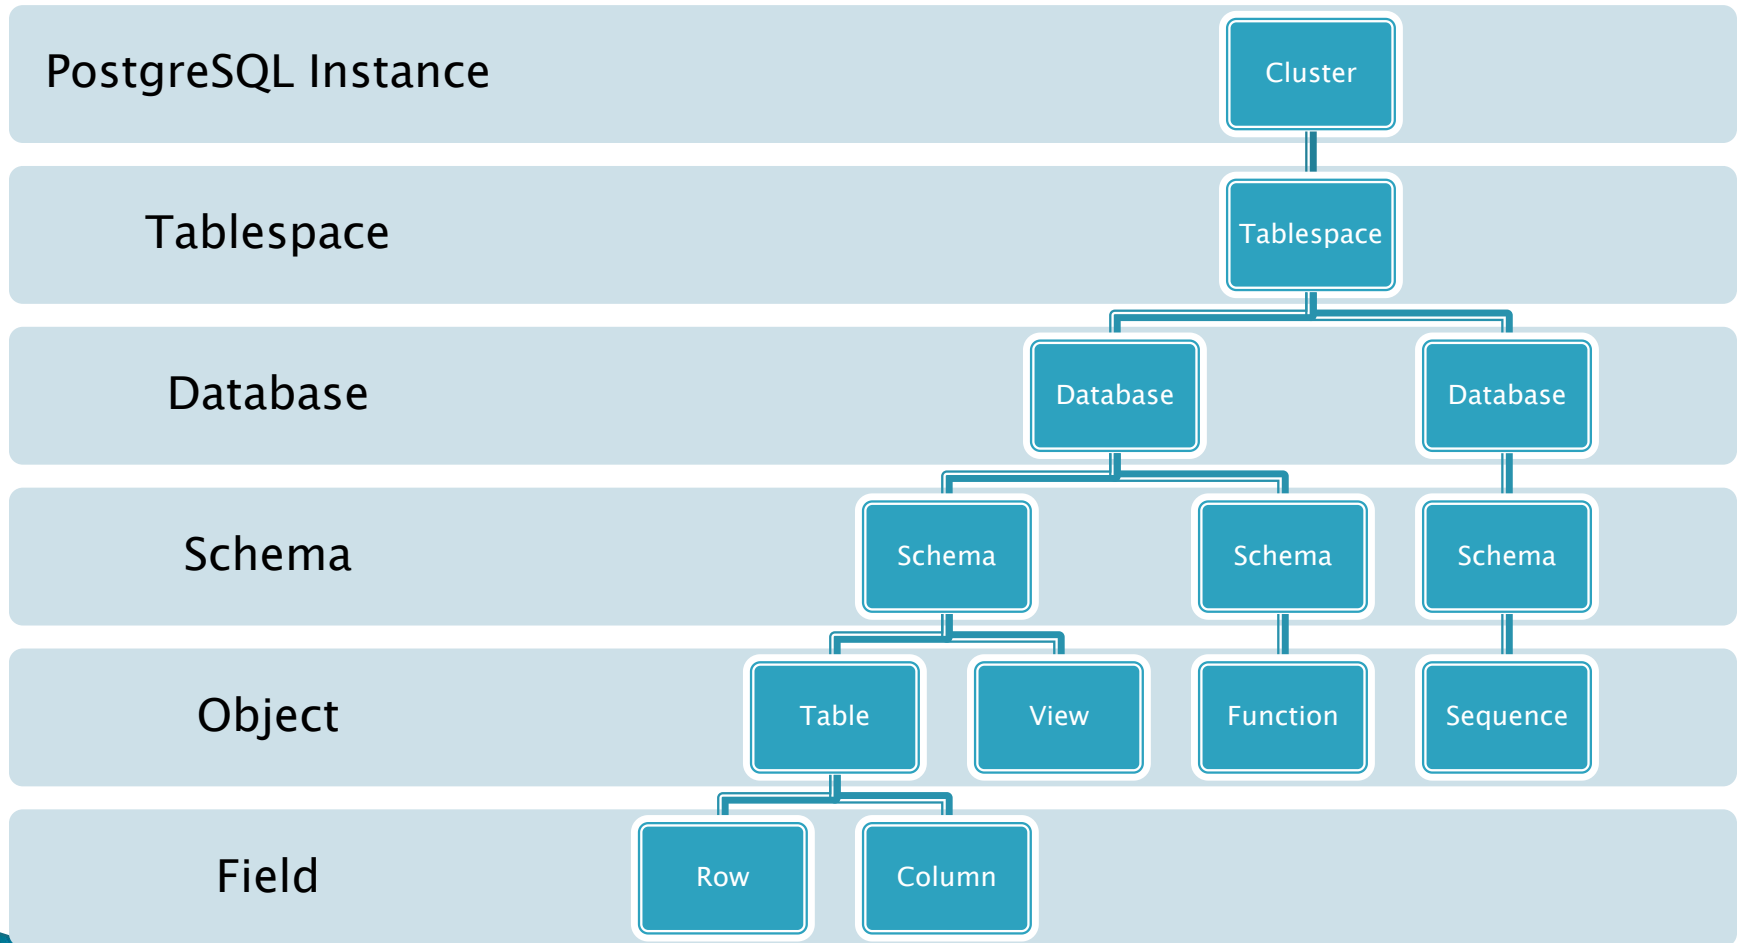 PostgreSQL Instance
Cluster
Tablespace
Tablespace
Database
Database
Database
Schema
Schema
Schema
Schema
Object
Table
View
Function
Sequence
Field
Row
Column